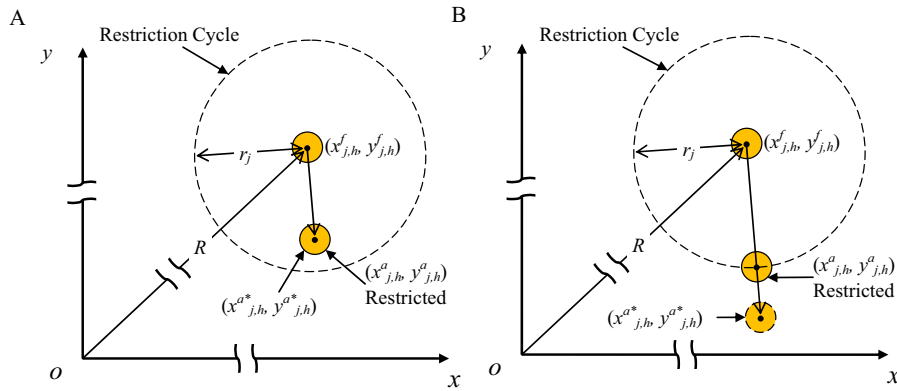 A
Restriction Cycle
y
r_j
(x^f_{j,h}, y^f_{j,h})
R
(x^a_{j,h}, y^a_{j,h})
Restricted
(x^{a*}_{j,h}, y^{a*}_{j,h})
o
x
B
Restriction Cycle
y
r_j
(x^f_{j,h}, y^f_{j,h})
R
(x^a_{j,h}, y^a_{j,h})
Restricted
(x^{a*}_{j,h}, y^{a*}_{j,h})
o
x